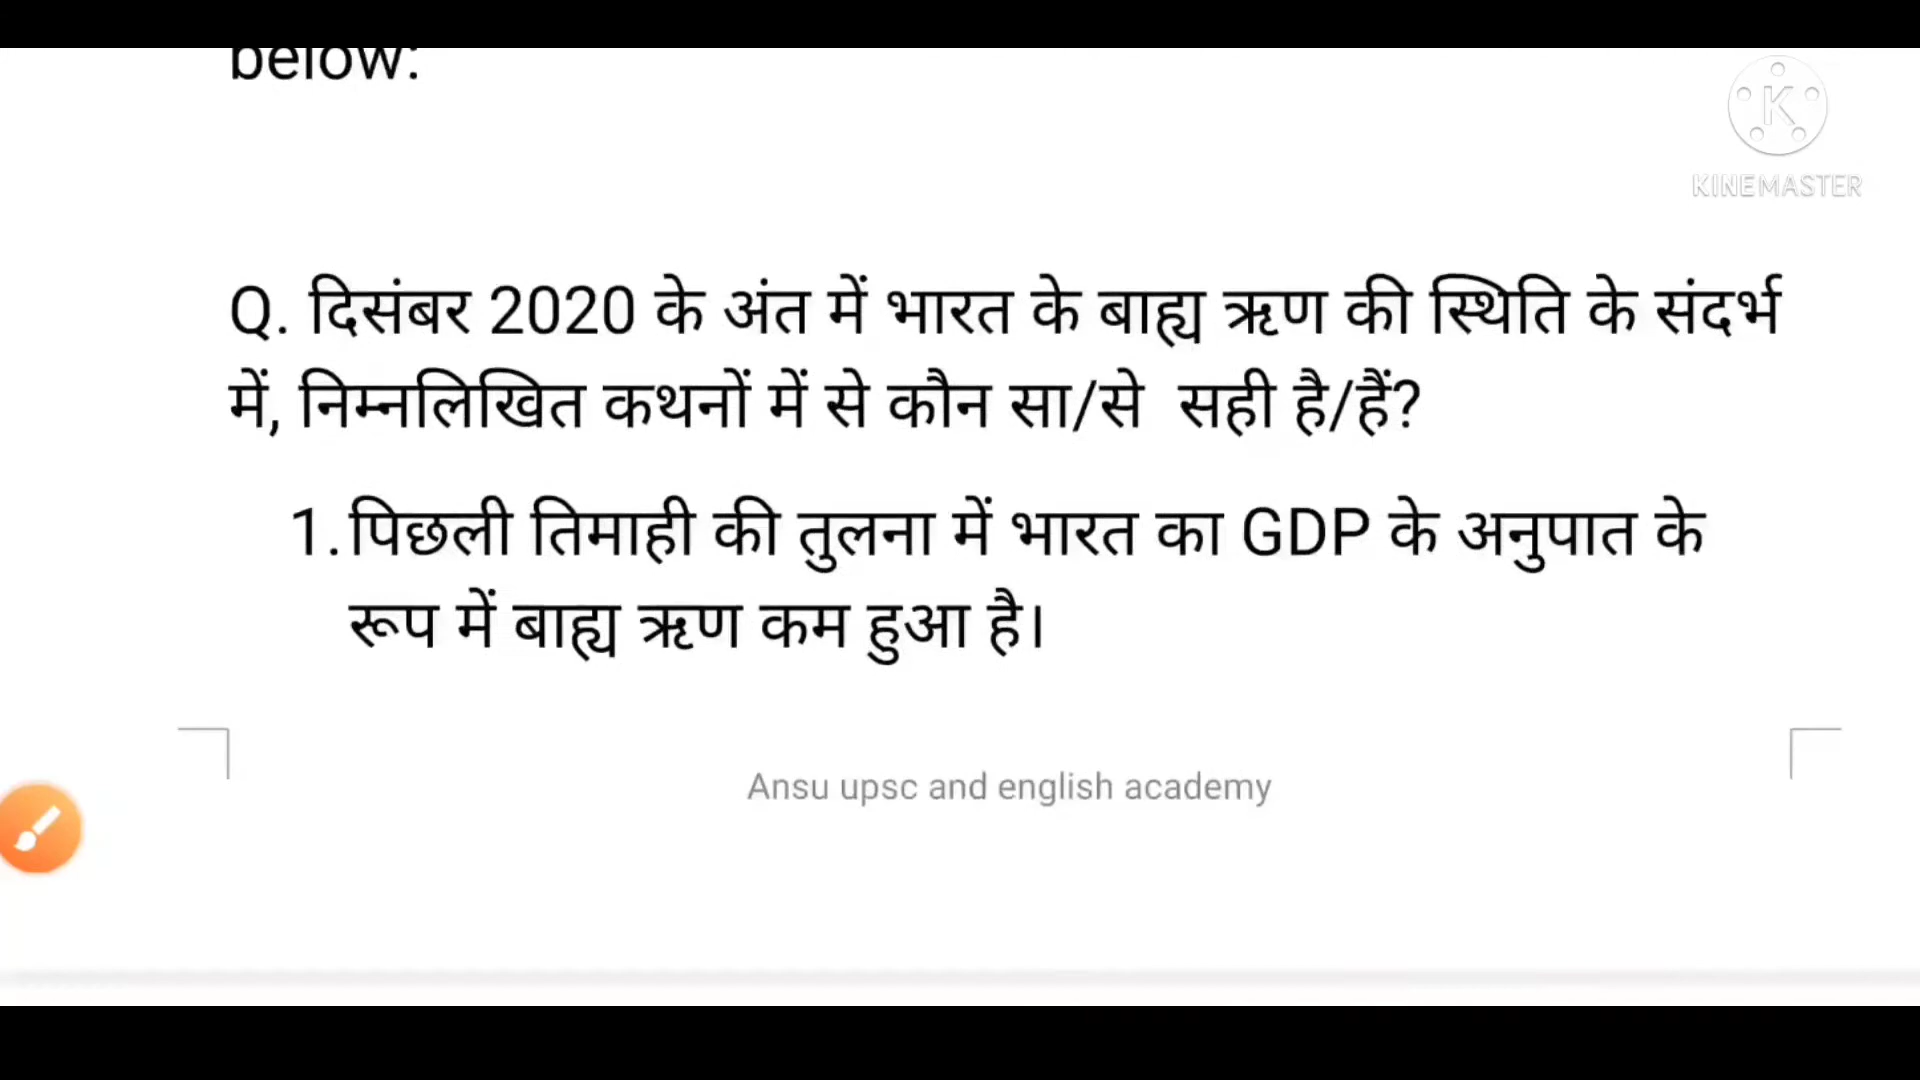 below:
K
KINEMASTER
Q. दिसंबर 2020 के अंत में भारत के बाह्य ऋण की स्थिति के संदर्भ
में, निम्नलिखित कथनों में से कौन सा/से सही है/हैं?
1. पिछली तिमाही की तुलना में भारत का GDP के अनुपात के
रूप में बाह्य ऋण कम हुआ है।
Ansu upsc and english academy